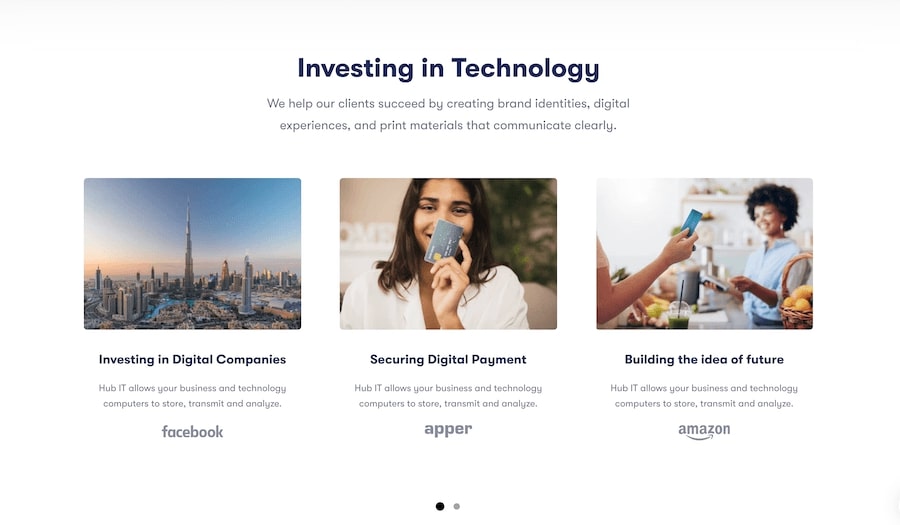 Investing in Technology
We help our clients succeed by creating brand identities, digital
experiences, and print materials that communicate clearly.
Investing in Digital Companies
Hub IT allows your business and technology
computers to store, transmit and analyze.
facebook
Securing Digital Payment
Hub IT allows your business and technology
computers to store, transmit and analyze.
apper
Building the idea of future
Hub IT allows your business and technology
computers to store, transmit and analyze.
amazon